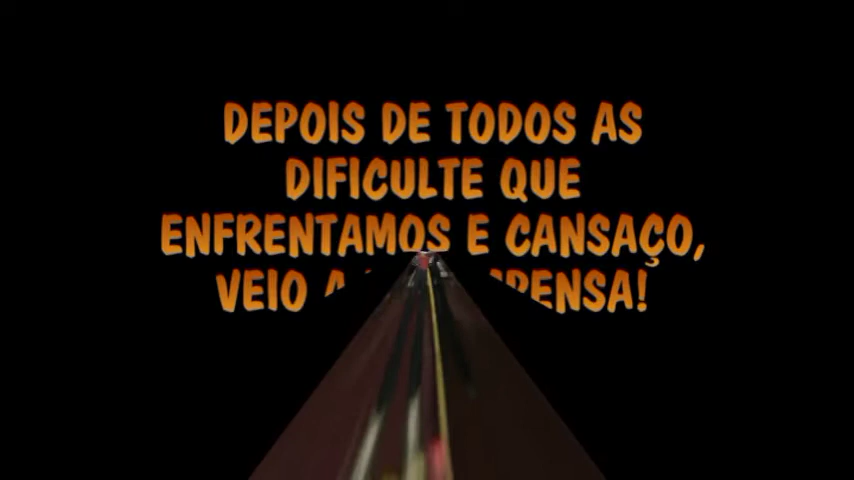 DEPOIS DE TODOS AS
DIFICULTE QUE
ENFRENTAMOS E CANSAÇO,
VEIO A